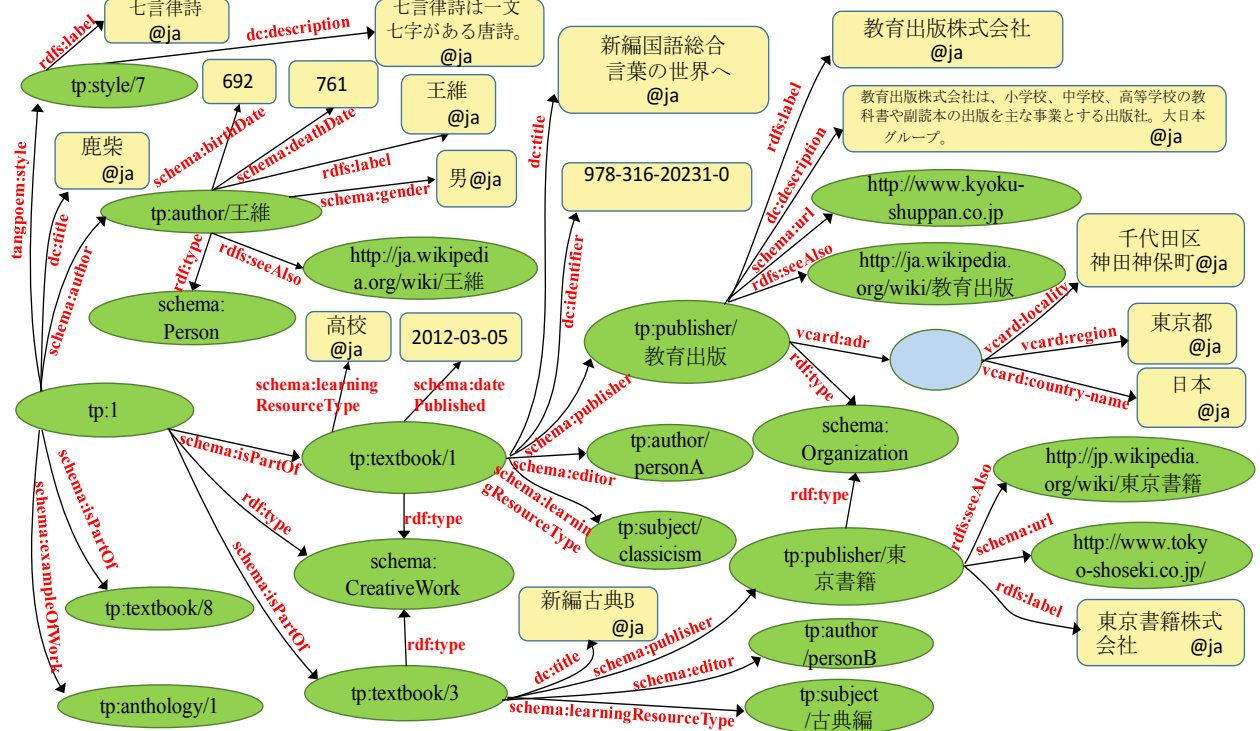 七言律詩
@ja
七言律詩は一文
七字がある唐詩。
@ja
rdfs:label
dc:description
tp:style/7
692
761
王維
@ja
男@ja
schema:birthDate
schema:deathDate
rdfs:label
schema:gender
tangpoem:style
鹿柴
@ja
dc:title
schema:author
tp:author/王維
rdf:type
rdfs:seeAlso
schema:
Person
http://ja.wikipedi
a.org/wiki/王維
新編国語総合
言葉の世界へ
@ja
dc:title
978-316-20231-0
dc:identifier
教育出版株式会社
@ja
rdfs:label
教育出版株式会社は、小学校、中学校、高等学校の教
科書や副読本の出版を主な事業とする出版社。大日本
グループ。 @ja
dc:description
http://www.kyoku-
shuppan.co.jp
schema:url
http://ja.wikipedia.
org/wiki/教育出版
rdfs:seeAlso
tp:publisher/
教育出版
vcard:adr
rdf:type
千代田区
神田神保町@ja
vcard:locality
東京都
@ja
vcard:region
日本
@ja
vcard:country-name
高校
@ja
2012-03-05
schema:learning
ResourceType
schema:date
Published
tp:1
schema:isPartOf
tp:textbook/1
schema:publisher
schema:editor
tp:author/
personA
schema:learnin
gResourceType
tp:subject/
classicism
schema:
Organization
rdf:type
rdf:type
rdf:type
schema:
CreativeWork
schema:isPartOf
tp:textbook/8
schema:exampleOfWork
tp:anthology/1
schema:isPartOf
rdf:type
tp:textbook/3
新編古典B
@ja
dc:title
schema:publisher
schema:editor
schema:learningResourceType
tp:publisher/東
京書籍
tp:author
/personB
tp:subject
/古典編
http://jp.wikipedia.
org/wiki/東京書籍
rdfs:seeAlso
http://www.toky
o-shoseki.co.jp/
schema:url
東京書籍株式
会社 @ja
rdfs:label